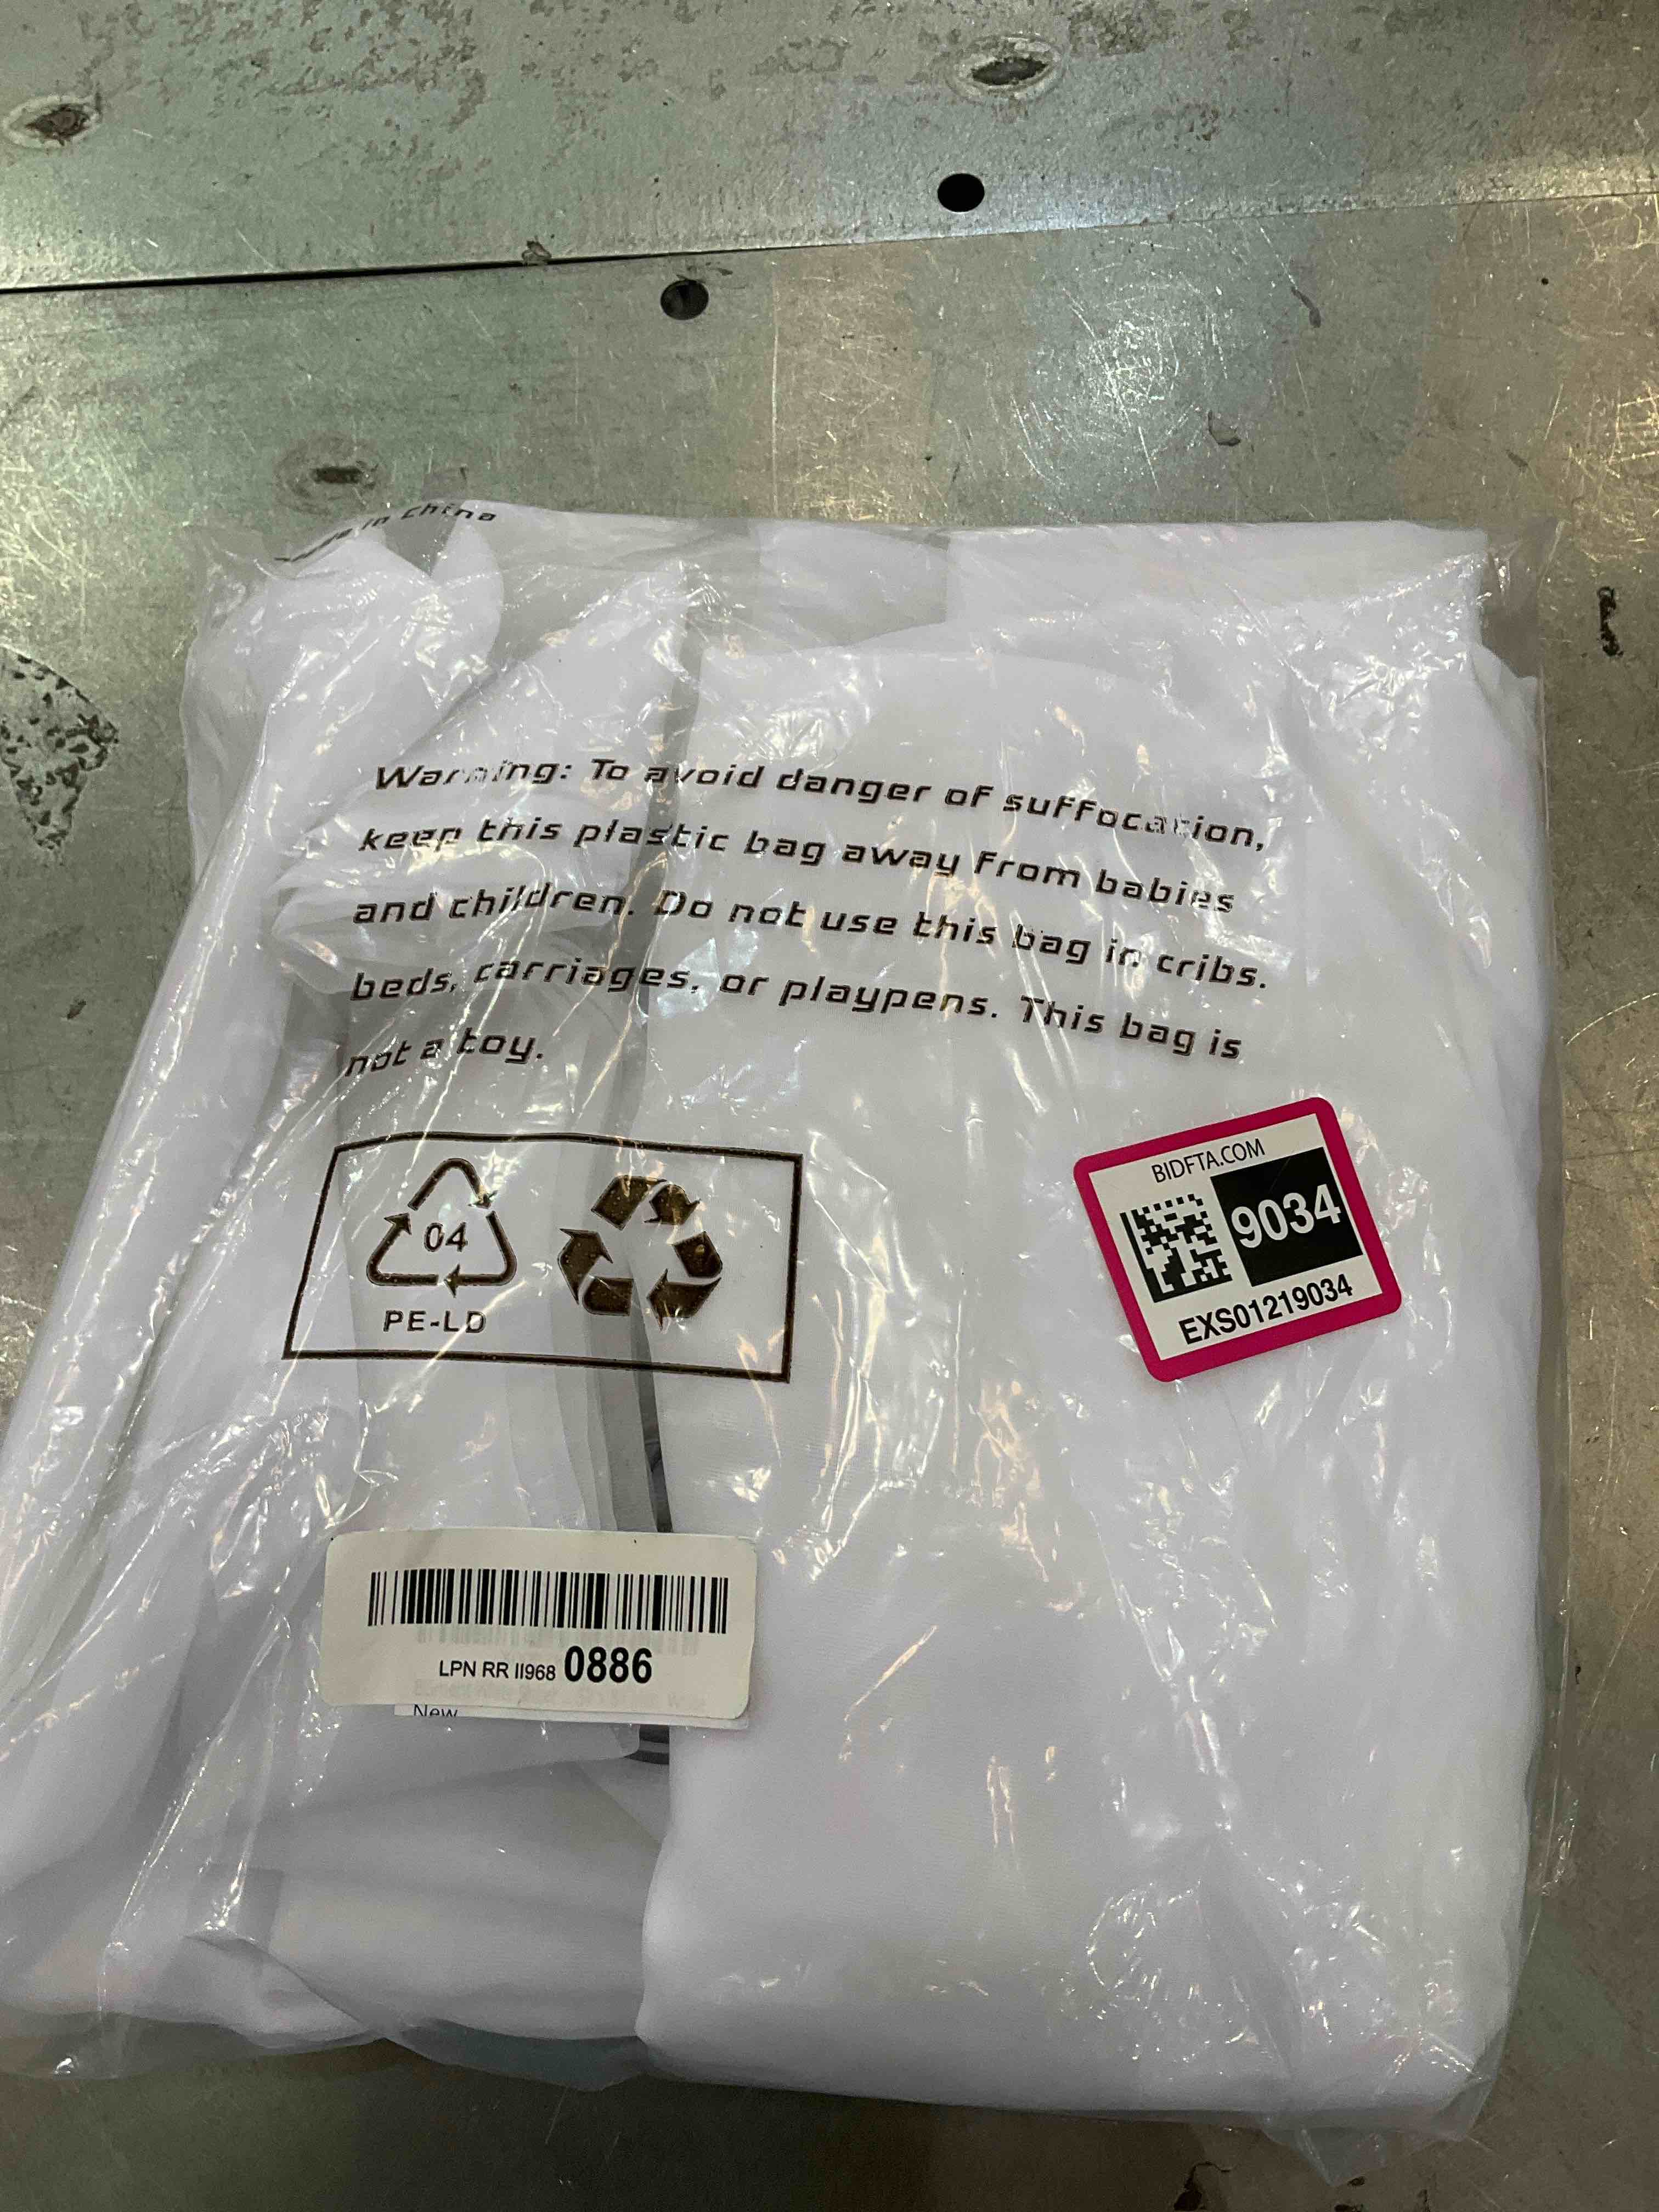 in China
Warning: To avoid danger of suffocation,
keep this plastic bag away from babies
and children. Do not use this bag in cribs.
beds, carriages, or playpens. This bag is
not a toy.
04
PE-LD
BIDFTA.COM
9034
EXS01219034
LPN RR II968 0886
New